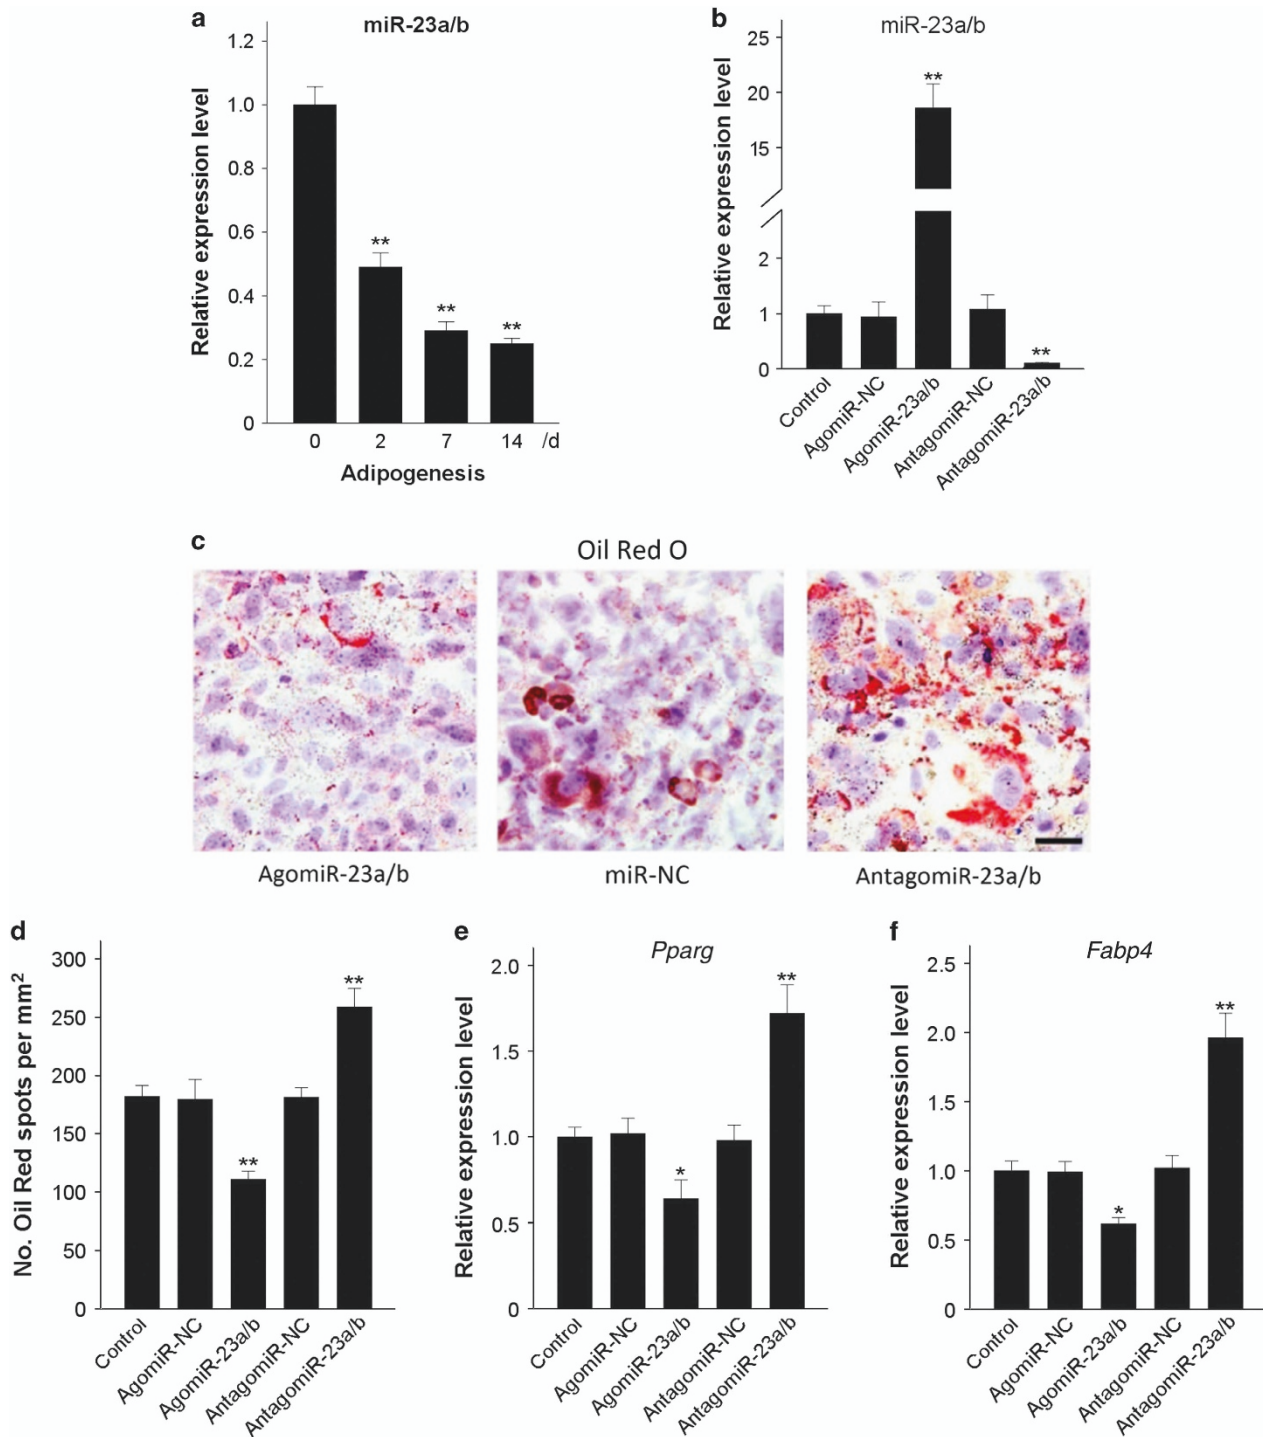 a
miR-23a/b
Relative expression level
1.2
1.0
0.8
0.6
0.4
0.2
0
**
**
**
0 2 7 14 /d
Adipogenesis
b
miR-23a/b
Relative expression level
25
20
15
2
1
0
**
**
Control
AgomiR-NC
AgomiR-23a/b
AntagomiR-NC
AntagomiR-23a/b
c
Oil Red O
AgomiR-23a/b
miR-NC
AntagomiR-23a/b
d
No. Oil Red spots per mm²
300
250
200
150
100
50
0
**
**
Control
AgomiR-NC
AgomiR-23a/b
AntagomiR-NC
AntagomiR-23a/b
e
Pparg
Relative expression level
2.0
1.5
1.0
0.5
0
*
**
Control
AgomiR-NC
AgomiR-23a/b
AntagomiR-NC
AntagomiR-23a/b
f
Fabp4
Relative expression level
2.5
2.0
1.5
1.0
0.5
0
*
**
Control
AgomiR-NC
AgomiR-23a/b
AntagomiR-NC
AntagomiR-23a/b